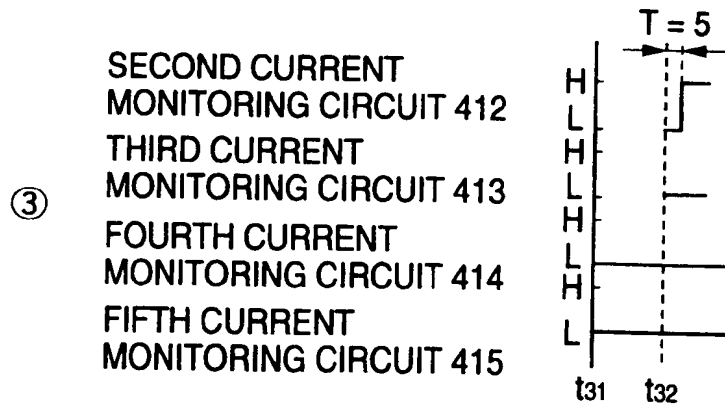 T = 5
SECOND CURRENT
MONITORING CIRCUIT 412
H
L
THIRD CURRENT
MONITORING CIRCUIT 413
H
L
③
FOURTH CURRENT
MONITORING CIRCUIT 414
H
L
FIFTH CURRENT
MONITORING CIRCUIT 415
H
L
t31 t32